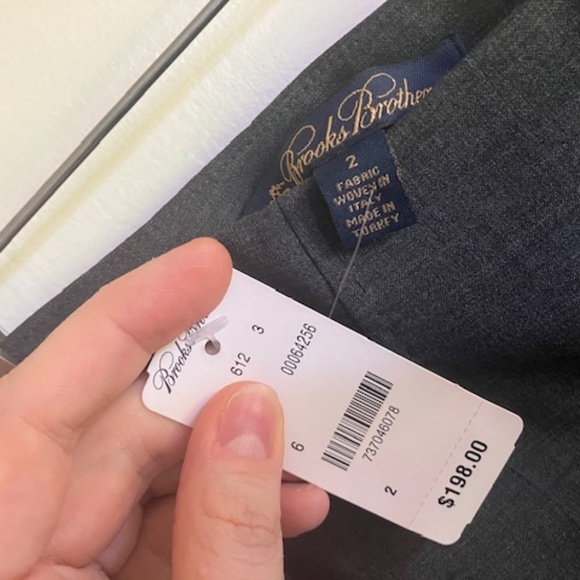 Brooks Brothers
2
FABRIC
WOVEN IN
ITALY
MADE IN
TURKEY
Brooks
612 3
00064256
6
737046078
2
$198.00